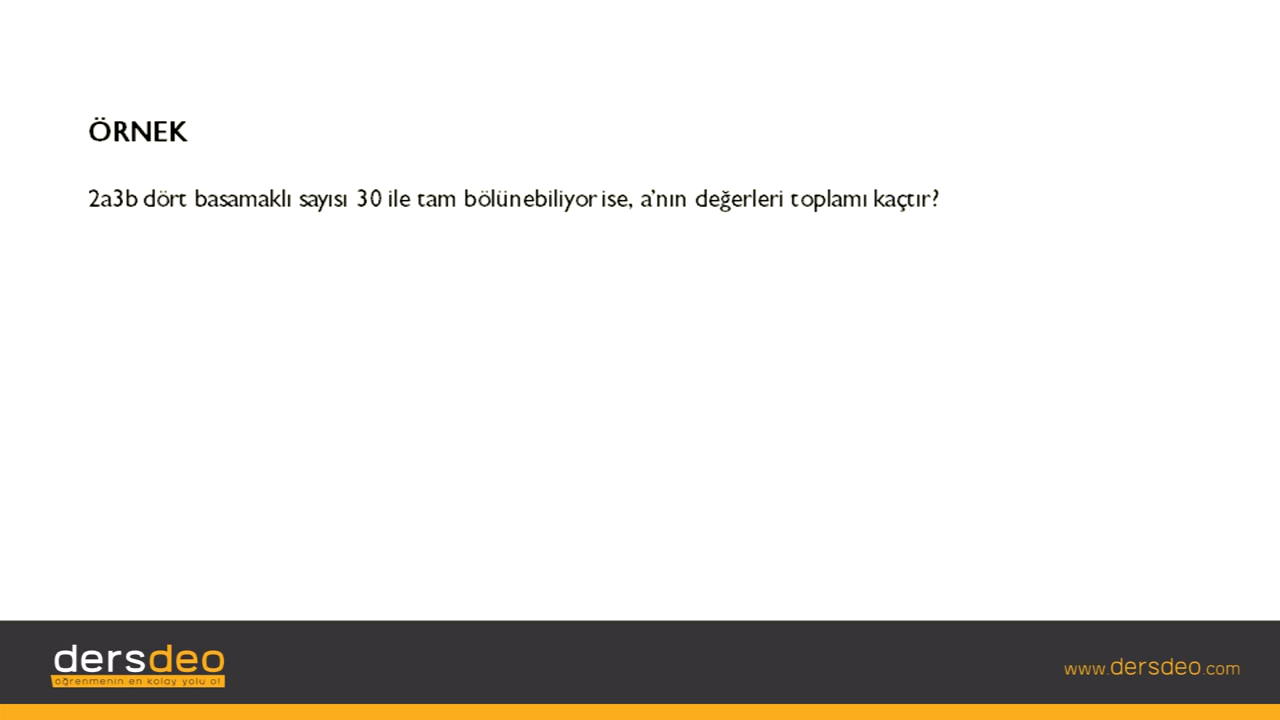 ÖRNEK
2a3b dört basamaklı sayısı 30 ile tam bölünebiliyor ise, a'nın değerleri toplamı kaçtır?
dersdeo
öğrenmenin en kolay yolu o!
www.dersdeo.com